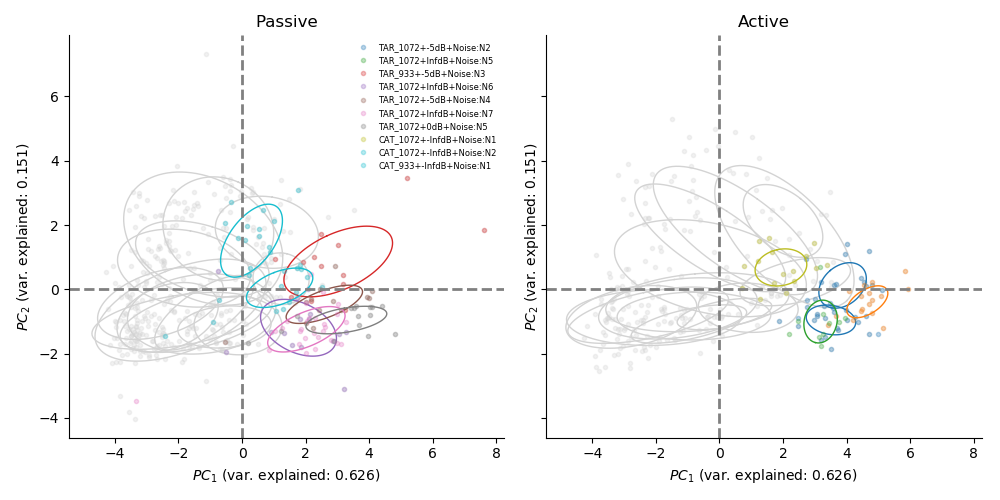 Passive
Active
TAR_1072+-5dB+Noise:N2
TAR_1072+InfdB+Noise:N5
TAR_933+-5dB+Noise:N3
TAR_1072+InfdB+Noise:N6
TAR_1072+-5dB+Noise:N4
TAR_1072+InfdB+Noise:N7
TAR_1072+0dB+Noise:N5
CAT_1072+-InfdB+Noise:N1
CAT_1072+-InfdB+Noise:N2
CAT_933+-InfdB+Noise:N1
6
4
2
0
−2
−4
PC2 (var. explained: 0.151)
PC2 (var. explained: 0.151)
−4 −2 0 2 4 6 8
−4 −2 0 2 4 6 8
PC1 (var. explained: 0.626)
PC1 (var. explained: 0.626)